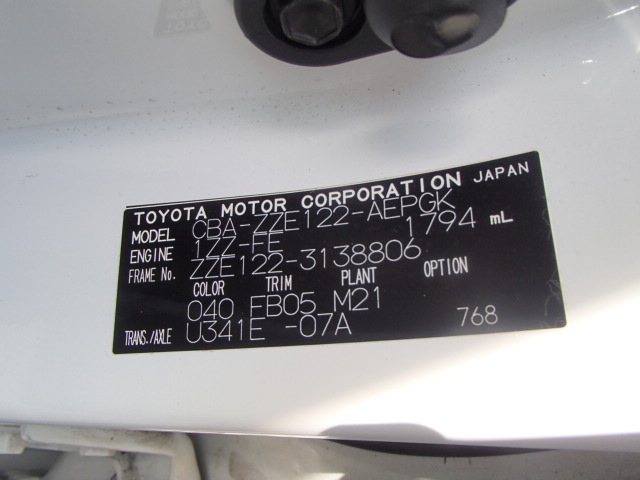 TOYOTA MOTOR CORPORATION JAPAN
MODEL CBA-ZZE122-AEPGK
ENGINE 1ZZ-FE 1794 mL
FRAME No. ZZE122-3138806
COLOR TRIM PLANT OPTION
040 FB05 M21
TRANS./AXLE U341E -07A 768